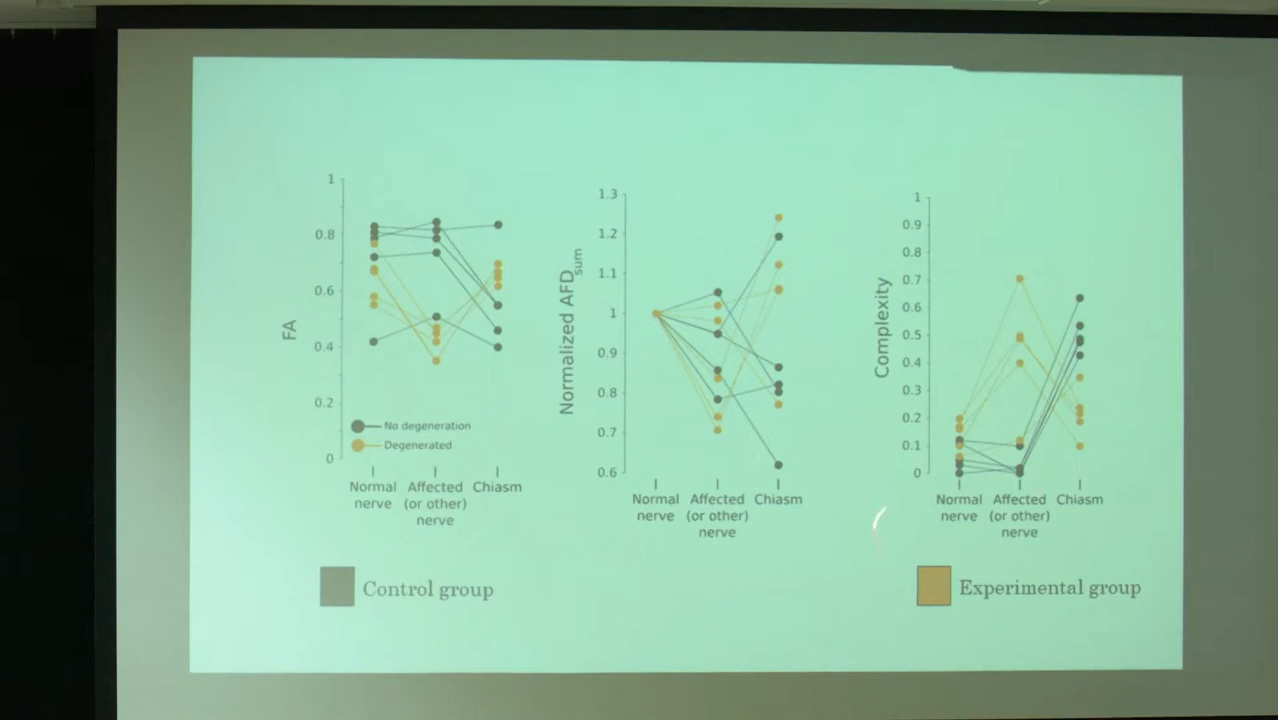 1
0.8
0.6
0.4
0.2
0
FA
No degeneration
Degenerated
Normal nerve
Affected (or other) nerve
Chiasm
1.3
1.2
1.1
1
0.9
0.8
0.7
0.6
Normalized AFDsum
Normal nerve
Affected (or other) nerve
Chiasm
1
0.9
0.8
0.7
0.6
0.5
0.4
0.3
0.2
0.1
0
Complexity
Normal nerve
Affected (or other) nerve
Chiasm
Control group
Experimental group